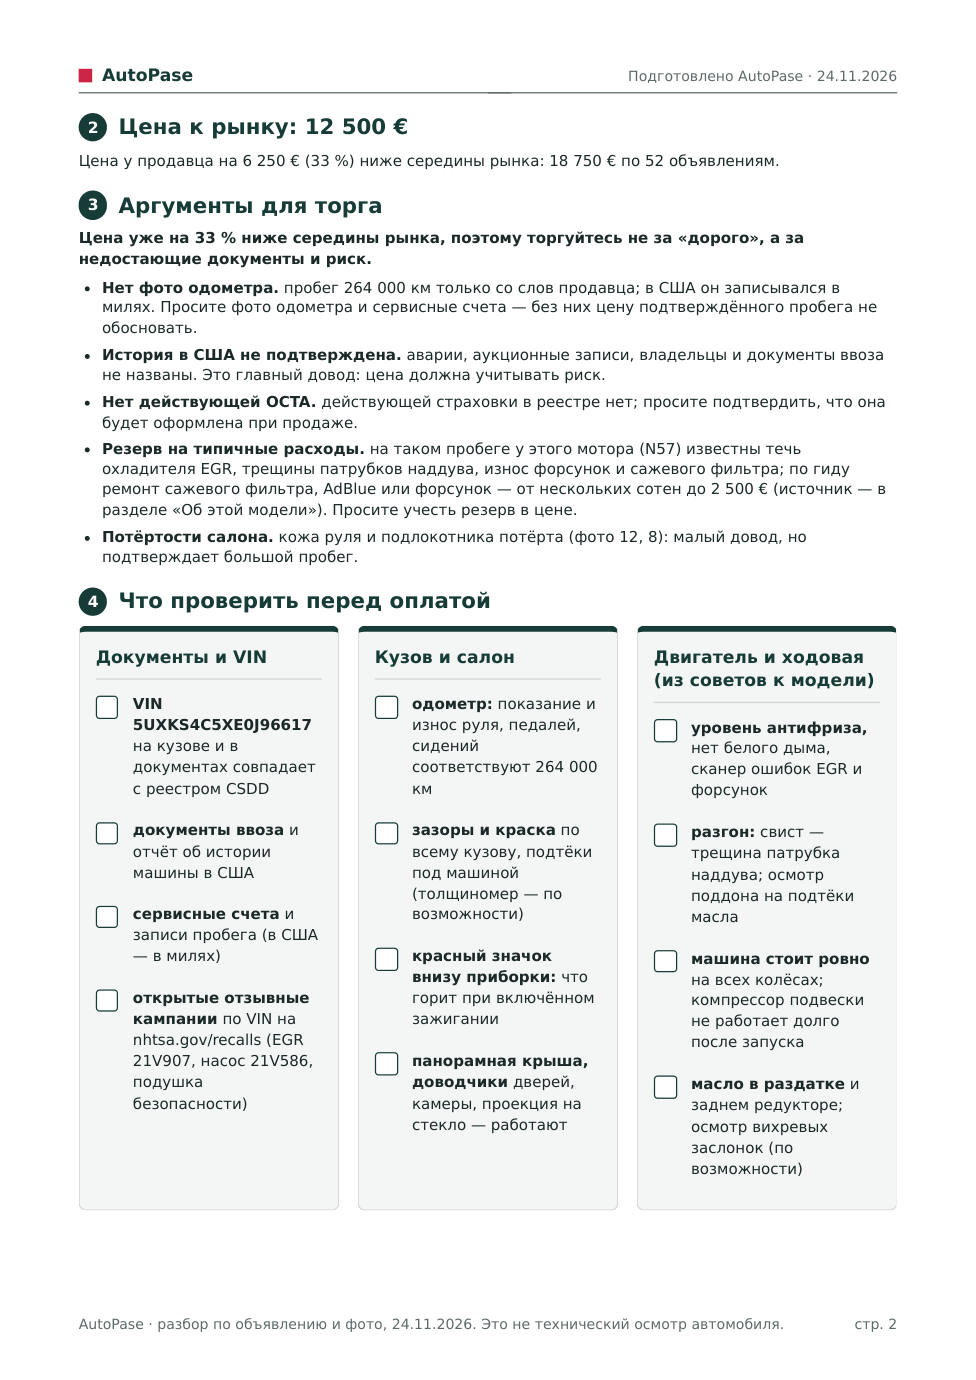 AutoPase
Подготовлено AutoPase · 24.11.2026
2 Цена к рынку: 12 500 €
Цена у продавца на 6 250 € (33 %) ниже середины рынка: 18 750 € по 52 объявлениям.
3 Аргументы для торга
Цена уже на 33 % ниже середины рынка, поэтому торгуйтесь не за «дорого», а за
недостающие документы и риск.
• Нет фото одометра. пробег 264 000 км только со слов продавца; в США он записывался в
милях. Просите фото одометра и сервисные счета — без них цену подтверждённого пробега не
обосновать.
• История в США не подтверждена. аварии, аукционные записи, владельцы и документы ввоза
не названы. Это главный довод: цена должна учитывать риск.
• Нет действующей ОСТА. действующей страховки в реестре нет; просите подтвердить, что она
будет оформлена при продаже.
• Резерв на типичные расходы. на таком пробеге у этого мотора (N57) известны течь
охладителя EGR, трещины патрубков наддува, износ форсунок и сажевого фильтра; по гиду
ремонт сажевого фильтра, AdBlue или форсунок — от нескольких сотен до 2 500 € (источник — в
разделе «Об этой модели»). Просите учесть резерв в цене.
• Потёртости салона. кожа руля и подлокотника потёрта (фото 12, 8): малый довод, но
подтверждает большой пробег.
4 Что проверить перед оплатой
Документы и VIN
VIN
5UXKS4C5XE0J96617
на кузове и в
документах совпадает
с реестром CSDD
документы ввоза и
отчёт об истории
машины в США
сервисные счета и
записи пробега (в США
— в милях)
открытые отзывные
кампании по VIN на
nhtsa.gov/recalls (EGR
21V907, насос 21V586,
подушка
безопасности)
Кузов и салон
одометр: показание и
износ руля, педалей,
сидений
соответствуют 264 000
км
зазоры и краска по
всему кузову, подтёки
под машиной
(толщиномер — по
возможности)
красный значок
внизу приборки: что
горит при включённом
зажигании
панорамная крыша,
доводчики дверей,
камеры, проекция на
стекло — работают
Двигатель и ходовая
(из советов к модели)
уровень антифриза,
нет белого дыма,
сканер ошибок EGR и
форсунок
разгон: свист —
трещина патрубка
наддува; осмотр
поддона на подтёки
масла
машина стоит ровно
на всех колёсах;
компрессор подвески
не работает долго
после запуска
масло в раздатке и
заднем редукторе;
осмотр вихревых
заслонок (по
возможности)
AutoPase · разбор по объявлению и фото, 24.11.2026. Это не технический осмотр автомобиля.
стр. 2